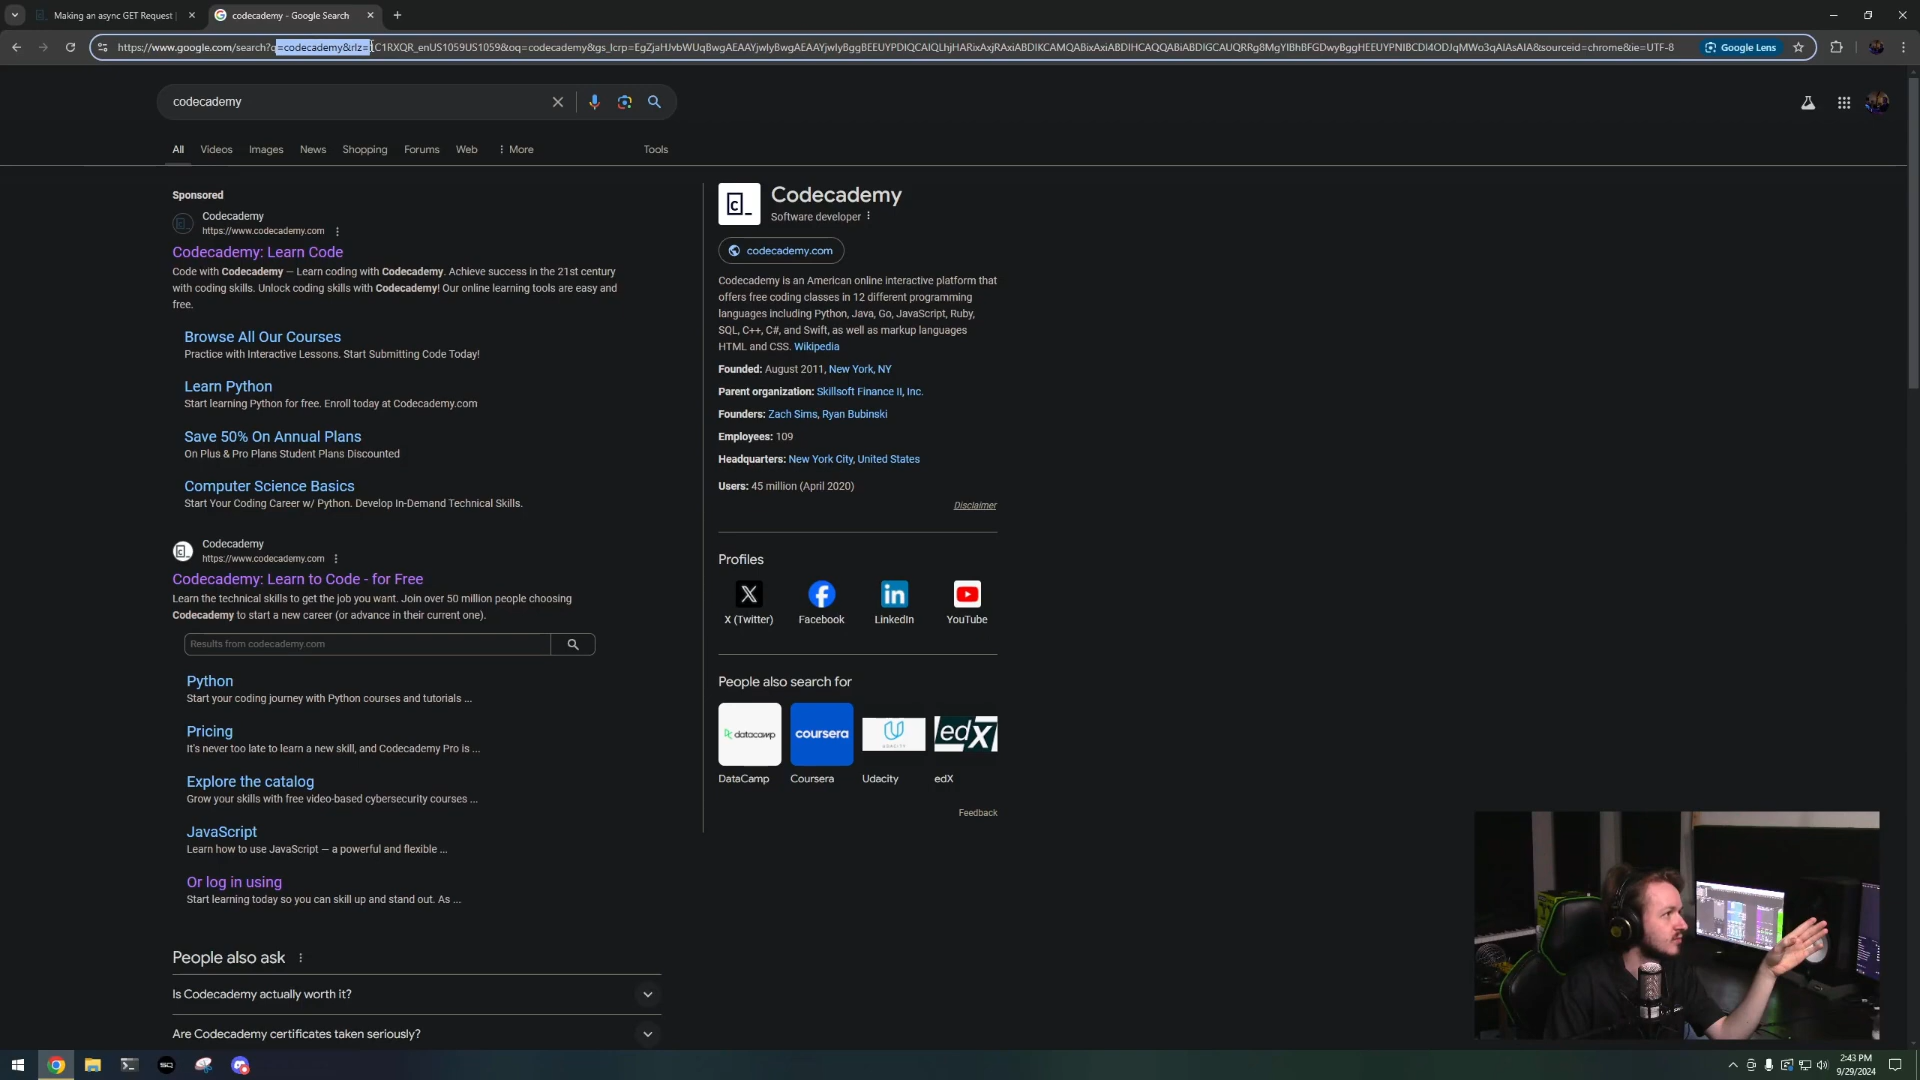 Making an async GET Request |
codecademy - Google Search
https://www.google.com/search?q=codecademy&rlz=1C1RXQR_enUS1059US1059&oq=codecademy&gs_lcrp=
&sourceid=chrome&ie=UTF-8
Google Lens
codecademy
All Videos Images News Shopping Forums Web More Tools
Sponsored
Codecademy
https://www.codecademy.com
Codecademy: Learn Code
Code with Codecademy — Learn coding with Codecademy. Achieve success in the 21st century
with coding skills. Unlock coding skills with Codecademy! Our online learning tools are easy and
free.
Browse All Our Courses
Practice with Interactive Lessons. Start Submitting Code Today!
Learn Python
Start learning Python for free. Enroll today at Codecademy.com
Save 50% On Annual Plans
On Plus & Pro Plans Student Plans Discounted
Computer Science Basics
Start Your Coding Career w/ Python. Develop In-Demand Technical Skills.
Codecademy
https://www.codecademy.com
Codecademy: Learn to Code - for Free
Learn the technical skills to get the job you want. Join over 50 million people choosing
Codecademy to start a new career (or advance in their current one).
Results from codecademy.com
Python
Start your coding journey with Python courses and tutorials ...
Pricing
It's never too late to learn a new skill, and Codecademy Pro is ...
Explore the catalog
Grow your skills with free video-based cybersecurity courses ...
JavaScript
Learn how to use JavaScript — a powerful and flexible ...
Or log in using
Start learning today so you can skill up and stand out. As ...
People also ask
Is Codecademy actually worth it?
Are Codecademy certificates taken seriously?
c_
Codecademy
Software developer
codecademy.com
Codecademy is an American online interactive platform that
offers free coding classes in 12 different programming
languages including Python, Java, Go, JavaScript, Ruby,
SQL, C++, C#, and Swift, as well as markup languages
HTML and CSS. Wikipedia
Founded: August 2011, New York, NY
Parent organization: Skillsoft Finance II, Inc.
Founders: Zach Sims, Ryan Bubinski
Employees: 109
Headquarters: New York City, United States
Users: 45 million (April 2020)
Disclaimer
Profiles
X (Twitter) Facebook LinkedIn YouTube
People also search for
datacamp coursera UDACITY edX
DataCamp Coursera Udacity edX
Feedback
2:43 PM
9/29/2024